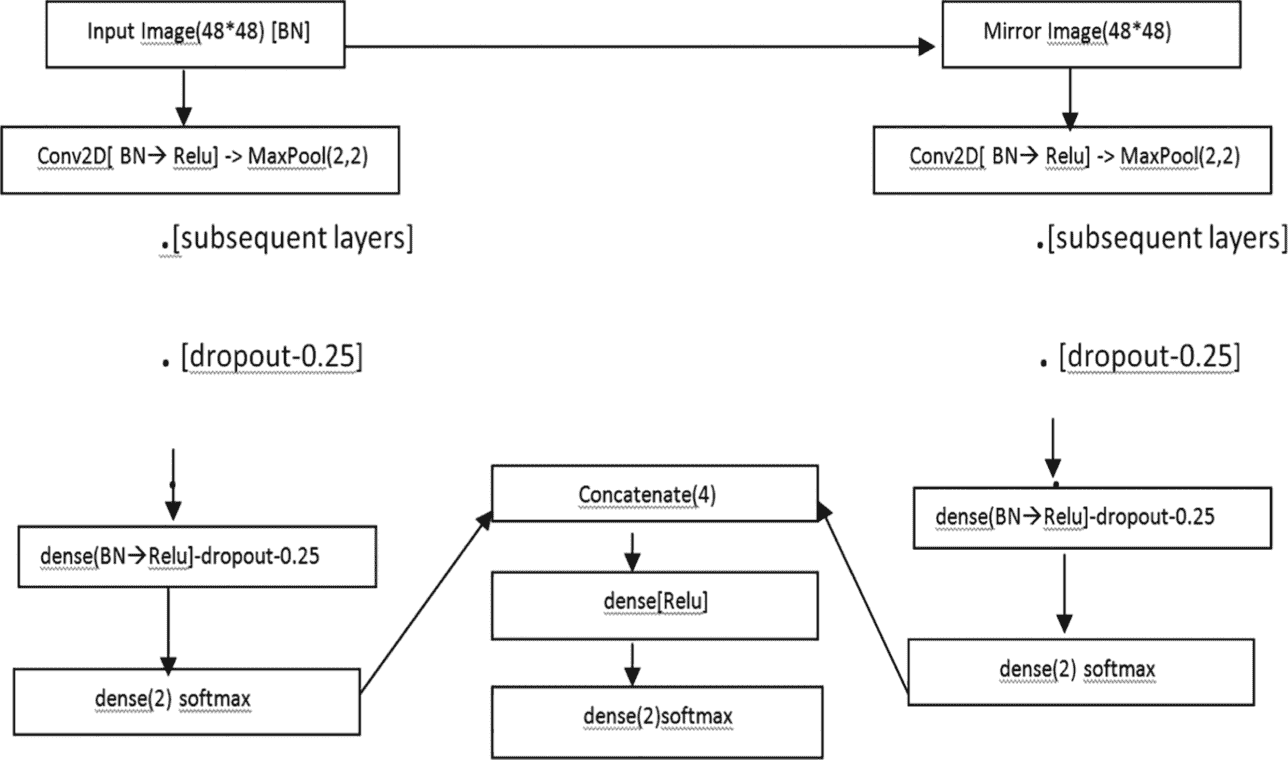 Input Image(48*48) [BN]
Mirror Image(48*48)
Conv2D[ BN→ Relu] -> MaxPool(2,2)
Conv2D[ BN→ Relu] -> MaxPool(2,2)
.[subsequent layers]
.[subsequent layers]
. [dropout-0.25]
. [dropout-0.25]
Concatenate(4)
dense(BN→Relu]-dropout-0.25
dense(BN→Relu]-dropout-0.25
dense[Relu]
dense(2) softmax
dense(2) softmax
dense(2)softmax